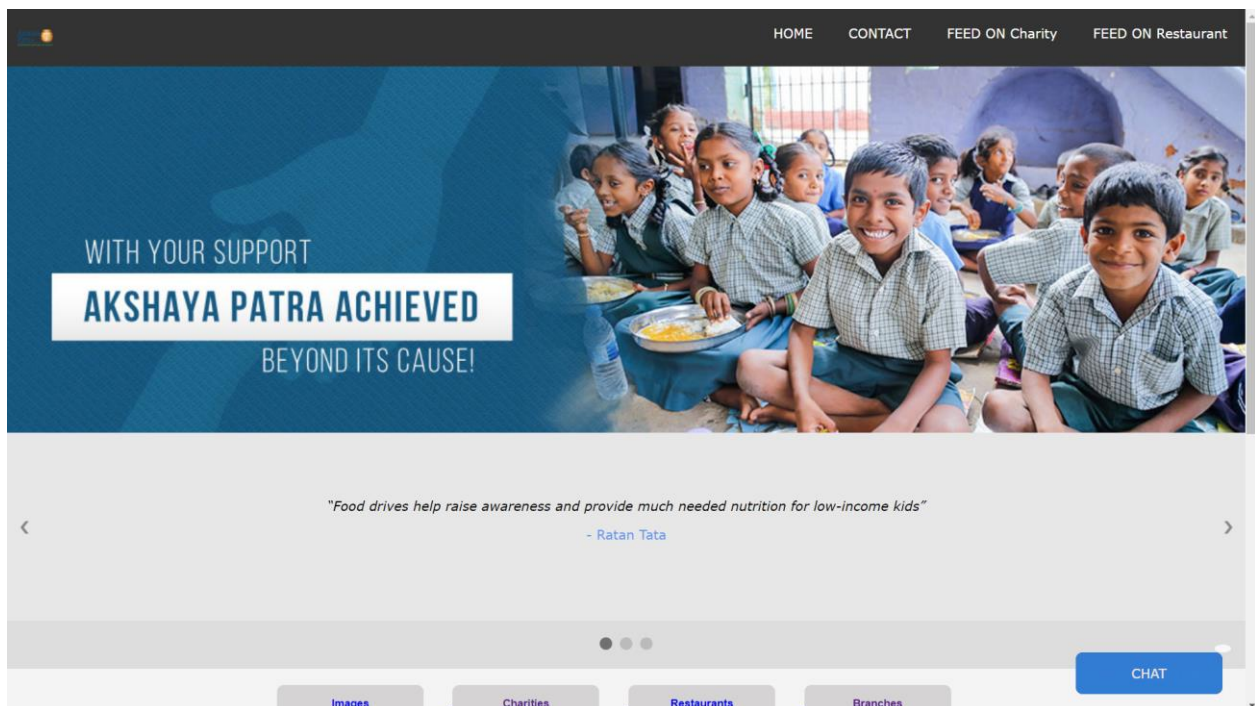 HOME CONTACT FEED ON Charity FEED ON Restaurant
WITH YOUR SUPPORT
AKSHAYA PATRA ACHIEVED
BEYOND ITS CAUSE!
“Food drives help raise awareness and provide much needed nutrition for low-income kids”
- Ratan Tata
CHAT
Images Charities Restaurants Branches